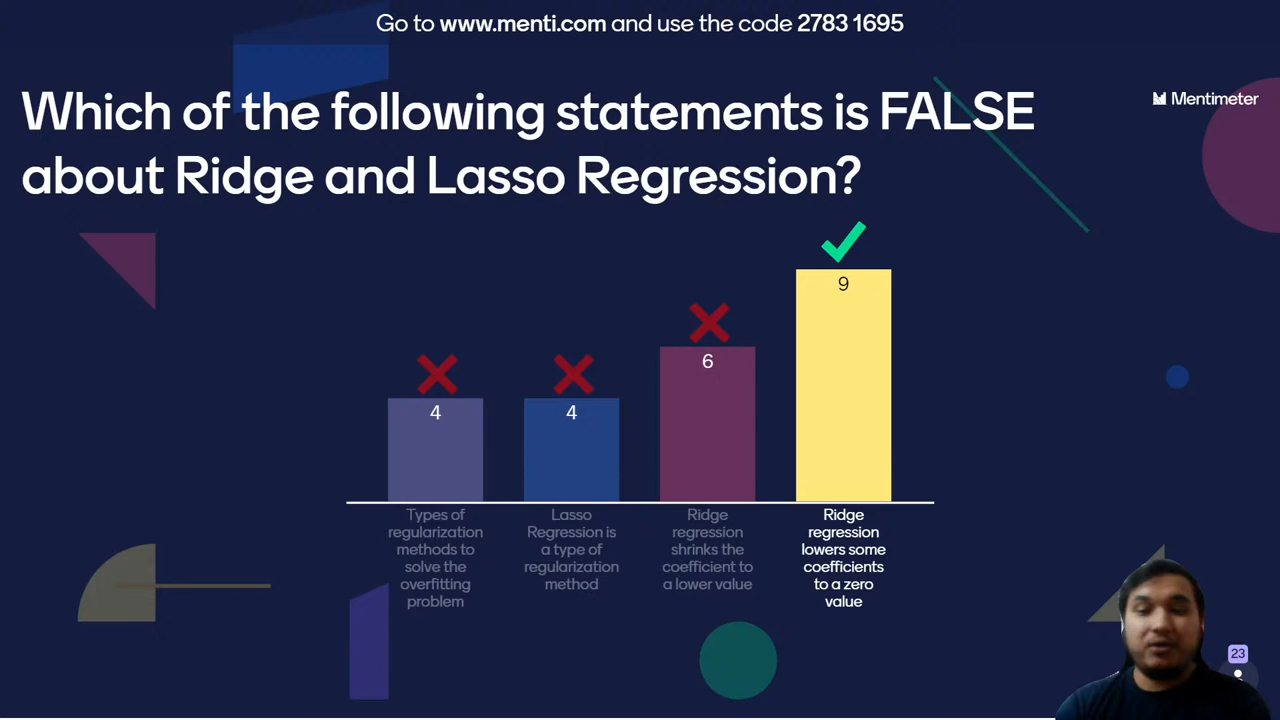 Go to www.menti.com and use the code 2783 1695
Which of the following statements is FALSE
about Ridge and Lasso Regression?
Mentimeter
4
4
6
9
Types of
regularization
methods to
solve the
overfitting
problem
Lasso
Regression is
a type of
regularization
method
Ridge
regression
shrinks the
coefficient to
a lower value
Ridge
regression
lowers some
coefficients
to a zero
value
23